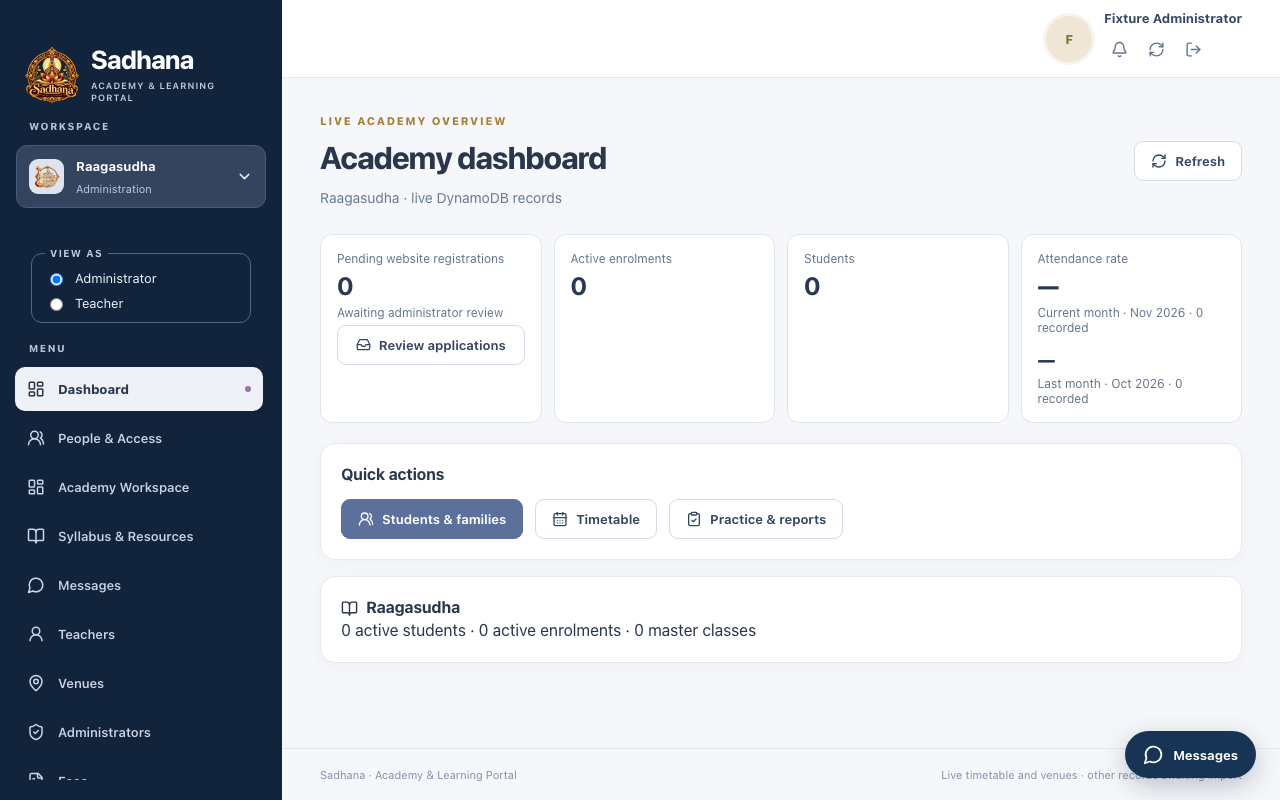 Sadhana
ACADEMY & LEARNING
PORTAL
Sadhana
WORKSPACE
Raagasudha
Administration
VIEW AS
Administrator
Teacher
MENU
Dashboard
People & Access
Academy Workspace
Syllabus & Resources
Messages
Teachers
Venues
Administrators
Fees
F
Fixture Administrator
LIVE ACADEMY OVERVIEW
Academy dashboard
Raagasudha · live DynamoDB records
Refresh
Pending website registrations
0
Awaiting administrator review
Review applications
Active enrolments
0
Students
0
Attendance rate
—
Current month · Nov 2026 · 0
recorded
—
Last month · Oct 2026 · 0
recorded
Quick actions
Students & families
Timetable
Practice & reports
Raagasudha
0 active students · 0 active enrolments · 0 master classes
Sadhana · Academy & Learning Portal
Live timetable and venues · other records
Messages